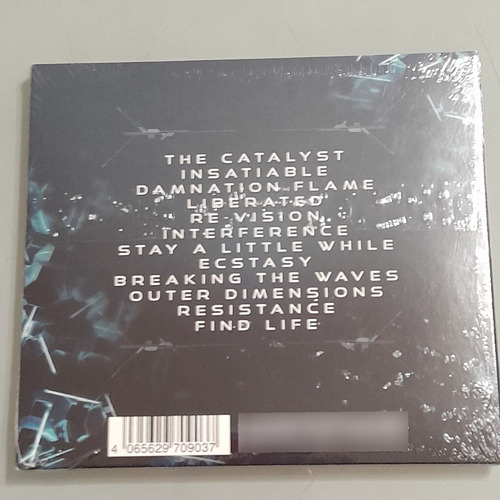 THE CATALYST
INSATIABLE
DAMNATION FLAME
LIBERATED
RE-VISION
INTERFERENCE
STAY A LITTLE WHILE
ECSTASY
BREAKING THE WAVES
OUTER DIMENSIONS
RESISTANCE
FIND LIFE
4 065629 709037